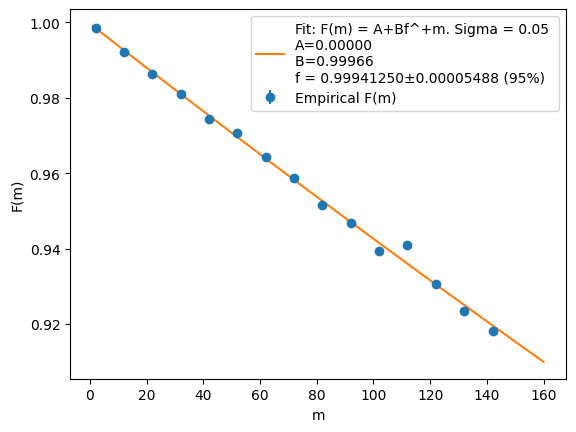 1.00
0.98
0.96
0.94
0.92
F(m)
Fit: F(m) = A+Bf^+m. Sigma = 0.05
A=0.00000
B=0.99966
f = 0.99941250±0.00005488 (95%)
Empirical F(m)
0 20 40 60 80 100 120 140 160
m